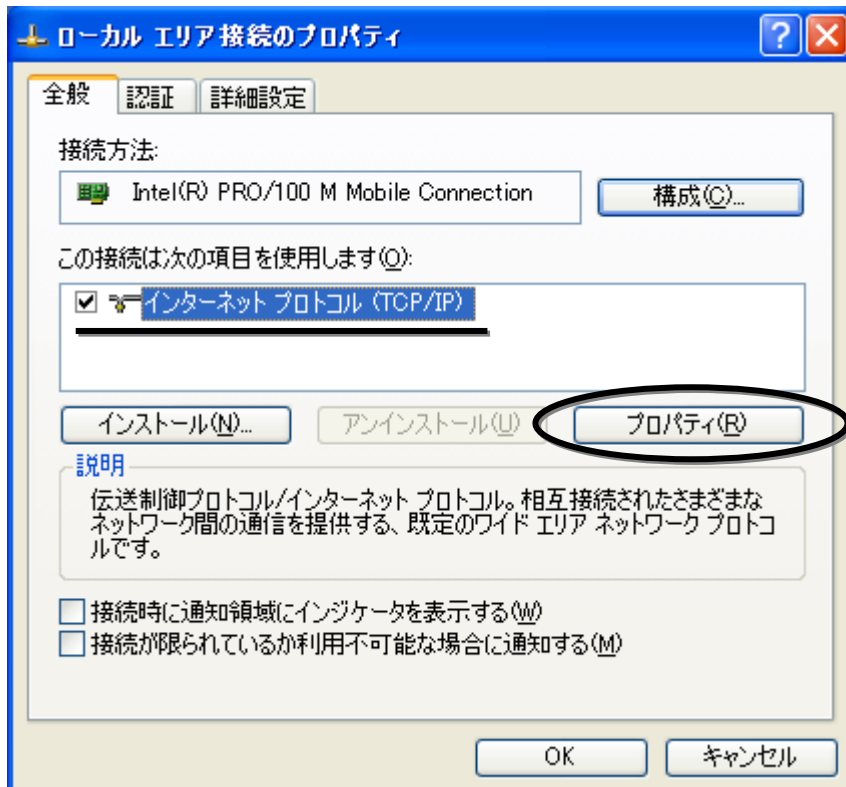 ローカル エリア接続のプロパティ
全般 認証 詳細設定
接続方法:
Intel(R) PRO/100 M Mobile Connection 構成(C)...
この接続は次の項目を使用します(O):
インターネット プロトコル (TCP/IP)
インストール(N)... アンインストール(U) プロパティ(R)
説明
伝送制御プロトコル/インターネット プロトコル。相互接続されたさまざまな
ネットワーク間の通信を提供する、既定のワイド エリア ネットワーク プロトコ
ルです。
接続時に通知領域にインジケータを表示する(W)
接続が限られているか利用不可能な場合に通知する(M)
OK キャンセル